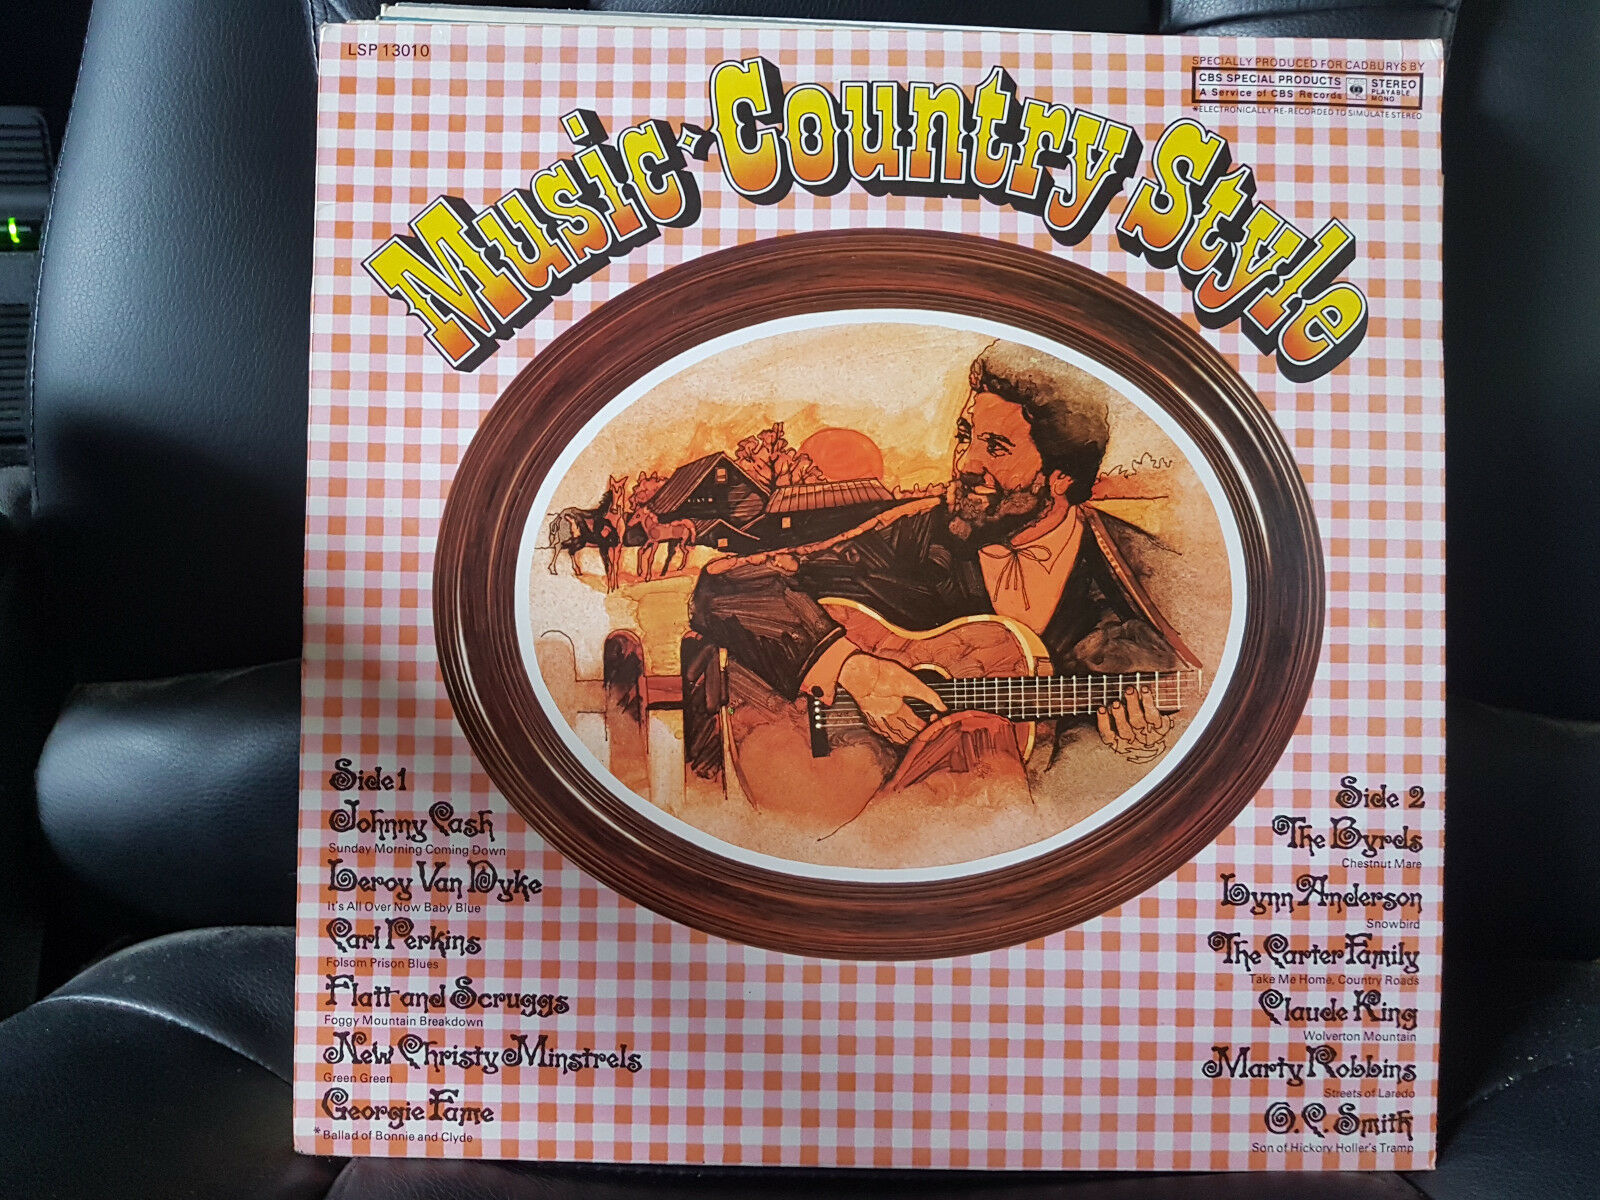 LSP 13010
SPECIALLY PRODUCED FOR CADBURYS BY
CBS SPECIAL PRODUCTS
A Service of CBS Records
STEREO
PLAYABLE
MONO
*ELECTRONICALLY RE-RECORDED TO SIMULATE STEREO
Music·Country Style
Side 1
Johnny Cash
Sunday Morning Coming Down
Leroy Van Dyke
It's All Over Now Baby Blue
Carl Perkins
Folsom Prison Blues
Flatt and Scruggs
Foggy Mountain Breakdown
New Christy Minstrels
Green Green
Georgie Fame
*Ballad of Bonnie and Clyde
Side 2
The Byrds
Chestnut Mare
Lynn Anderson
Snowbird
The Carter Family
Take Me Home, Country Roads
Claude King
Wolverton Mountain
Marty Robbins
Streets of Laredo
O.C. Smith
Son of Hickory Holler's Tramp